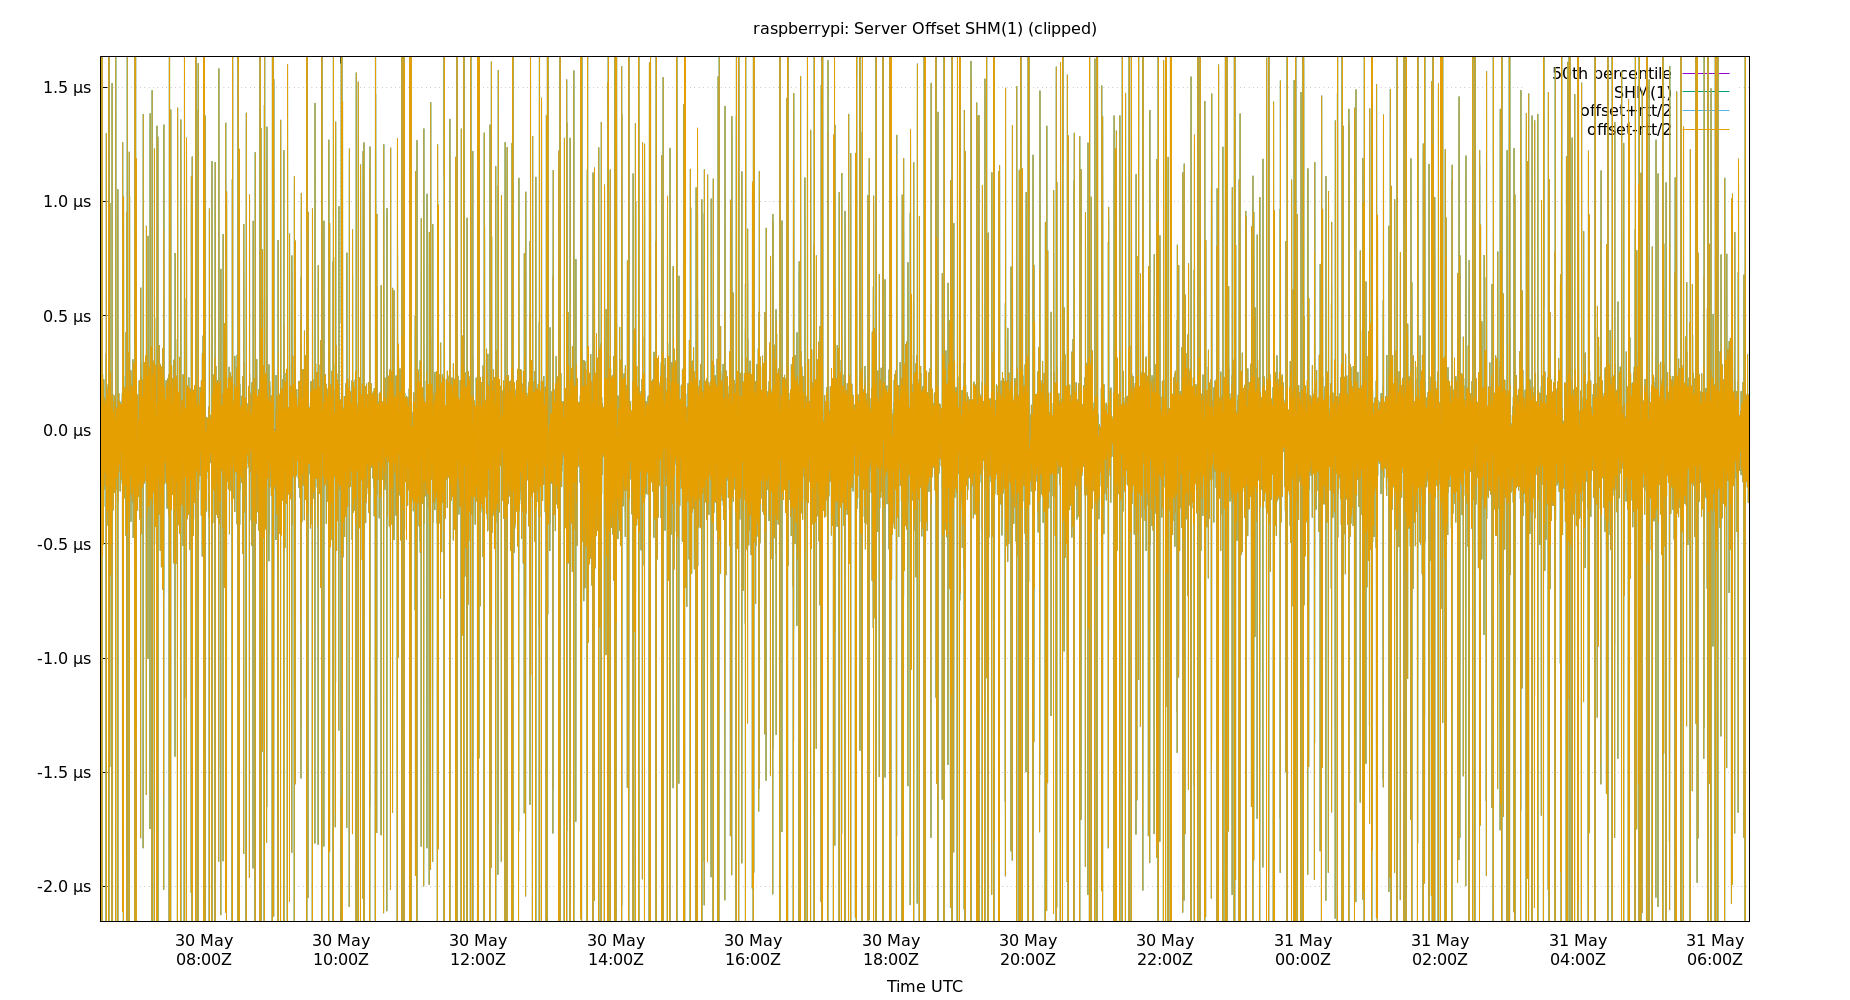 raspberrypi: Server Offset SHM(1) (clipped)
50th percentile
SHM(1)
offset+rtt/2
offset-rtt/2
1.5 µs
1.0 µs
0.5 µs
0.0 µs
-0.5 µs
-1.0 µs
-1.5 µs
-2.0 µs
30 May 30 May 30 May 30 May 30 May 30 May 30 May 30 May 31 May 31 May 31 May 31 May
08:00Z 10:00Z 12:00Z 14:00Z 16:00Z 18:00Z 20:00Z 22:00Z 00:00Z 02:00Z 04:00Z 06:00Z
Time UTC